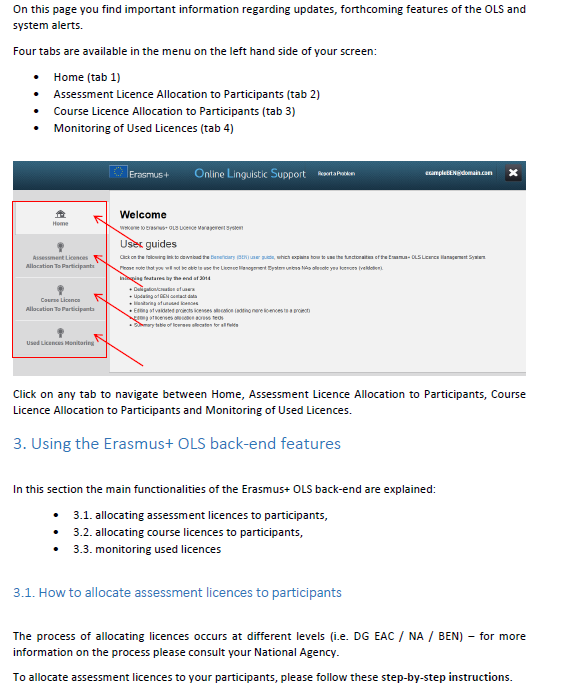 On this page you find important information regarding updates, forthcoming features of the OLS and
system alerts.
Four tabs are available in the menu on the left hand side of your screen:
• Home (tab 1)
• Assessment Licence Allocation to Participants (tab 2)
• Course Licence Allocation to Participants (tab 3)
• Monitoring of Used Licences (tab 4)
Erasmus+ Online Linguistic Support Report a Problem exampleBEN@domain.com
Home
Assessment Licences
Allocation To Participants
Course Licence
Allocation To Participants
Used Licences Monitoring
Welcome
Welcome to Erasmus+ OLS Licence Management System
User guides
Click on the following link to download the Beneficiary (BEN) user guide, which explains how to use the functionalities of the Erasmus+ OLS Licence Management System.
Please note that you will not be able to use the Licence Management System unless NAs allocate you licences (validation).
Incoming features by the end of 2014
• Delegation/creation of users
• Updating of BEN contact data
• Monitoring of unused licences
• Editing of validated projects licences allocation (adding more licences to a project)
• Editing of licences allocation across fields
• Summary table of licences allocation for all fields
Click on any tab to navigate between Home, Assessment Licence Allocation to Participants, Course
Licence Allocation to Participants and Monitoring of Used Licences.
3. Using the Erasmus+ OLS back-end features
In this section the main functionalities of the Erasmus+ OLS back-end are explained:
• 3.1. allocating assessment licences to participants,
• 3.2. allocating course licences to participants,
• 3.3. monitoring used licences
3.1. How to allocate assessment licences to participants
The process of allocating licences occurs at different levels (i.e. DG EAC / NA / BEN) – for more
information on the process please consult your National Agency.
To allocate assessment licences to your participants, please follow these step-by-step instructions.